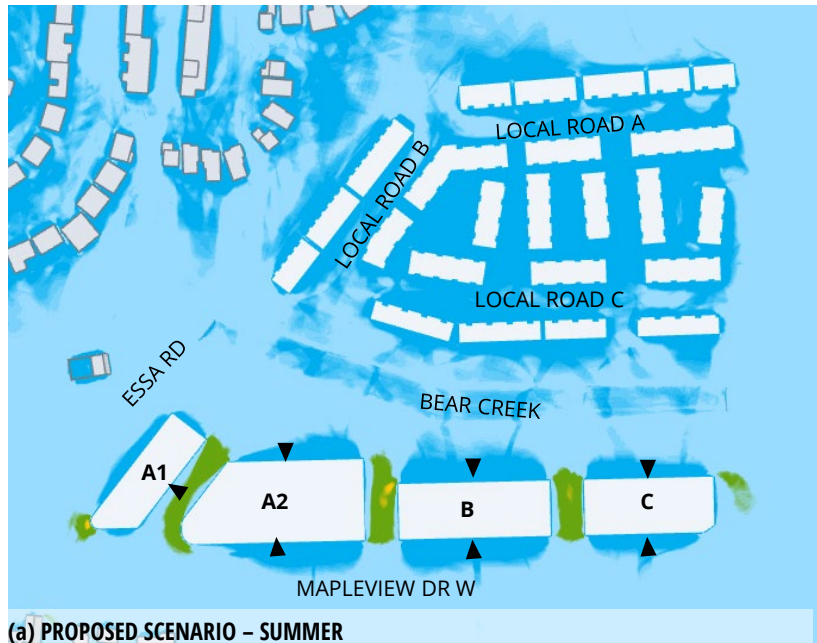 LOCAL ROAD A
LOCAL ROAD B
LOCAL ROAD C
ESSA RD
BEAR CREEK
A1
A2
B
C
MAPLEVIEW DR W
(a) PROPOSED SCENARIO – SUMMER